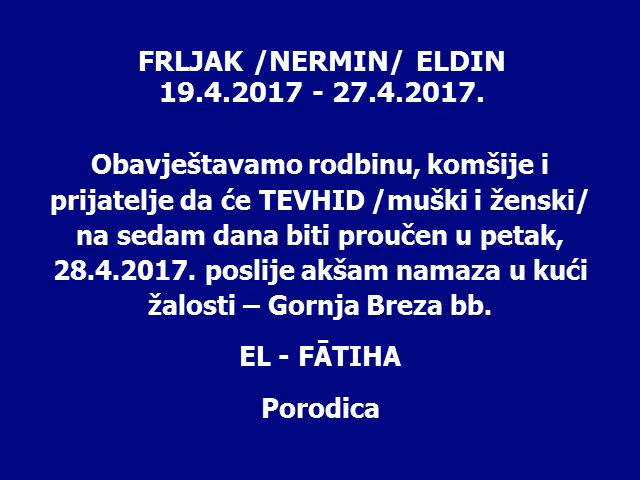 FRLJAK /NERMIN/ ELDIN
19.4.2017 - 27.4.2017.
Obavještavamo rodbinu, komšije i
prijatelje da će TEVHID /muški i ženski/
na sedam dana biti proučen u petak,
28.4.2017. poslije akšam namaza u kući
žalosti – Gornja Breza bb.
EL - FĀTIHA
Porodica